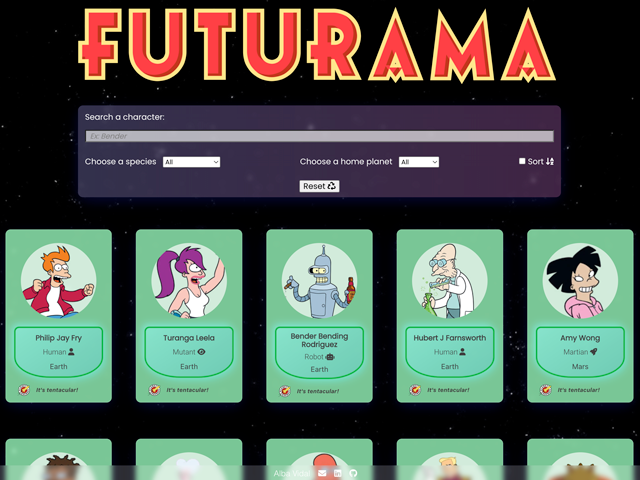 FUTURAMA
Search a character:
Ex: Bender
Choose a species All
Choose a home planet All
Sort
Reset
Philip Jay Fry
Human
Earth
It's tentacular!
Turanga Leela
Mutant
Earth
It's tentacular!
Bender Bending
Rodriguez
Robot
Earth
It's tentacular!
Hubert J Farnsworth
Human
Earth
It's tentacular!
Amy Wong
Martian
Mars
It's tentacular!
Alba Vidal